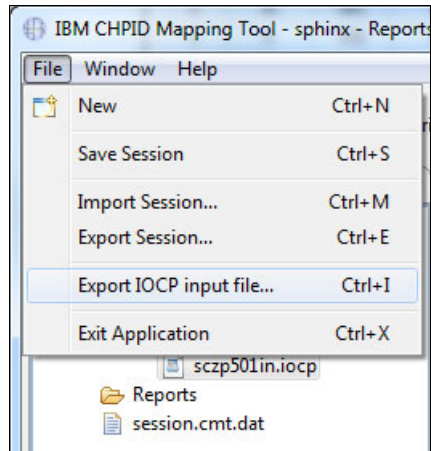 IBM CHPID Mapping Tool - sphinx - Reports
File Window Help
New Ctrl+N
Save Session Ctrl+S
Import Session... Ctrl+M
Export Session... Ctrl+E
Export IOCP input file... Ctrl+I
Exit Application Ctrl+X
sczp501in.iocp
Reports
session.cmt.dat